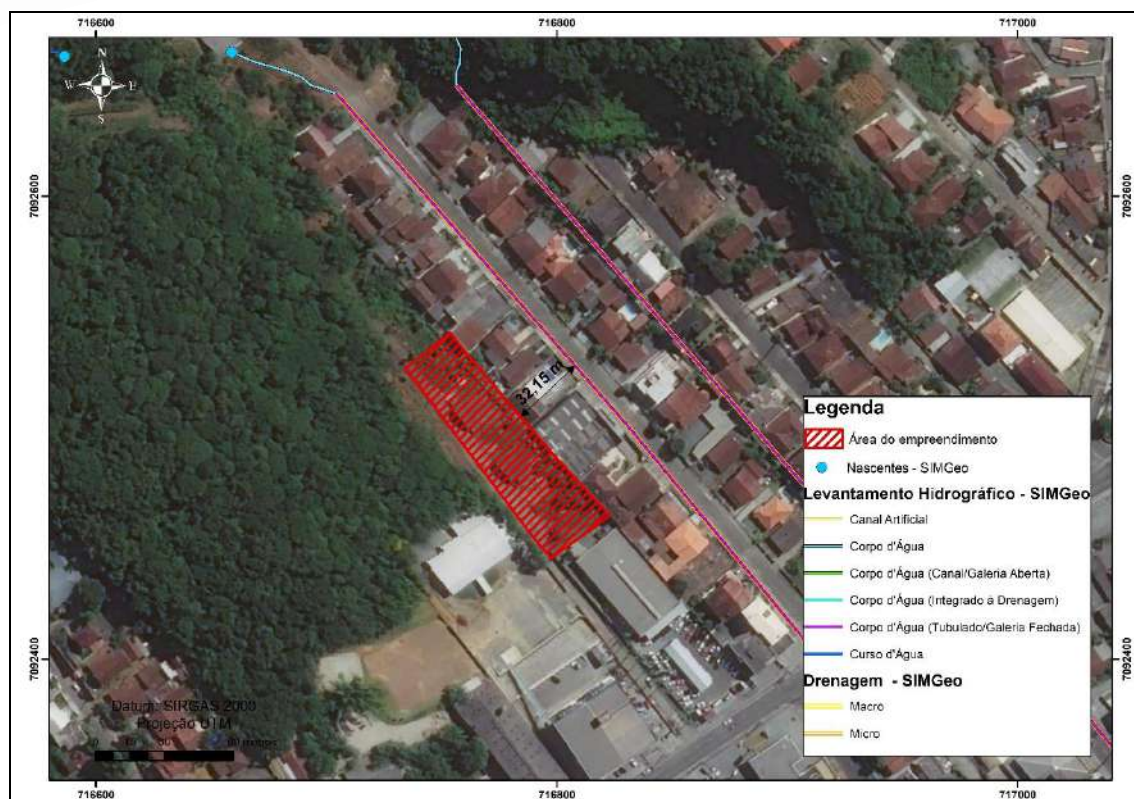 716600
716800
717000
N
W
E
S
7092600
7092600
32,15 m
Legenda
Área do empreendimento
Nascentes - SIMGeo
Levantamento Hidrográfico - SIMGeo
Canal Artificial
Corpo d'Água
Corpo d'Água (Canal/Galeria Aberta)
Corpo d'Água (Integrado à Drenagem)
Corpo d'Água (Tubulado/Galeria Fechada)
Curso d'Água
Drenagem - SIMGeo
Macro
Micro
7092400
7092400
Datum: SIRGAS 2000
Projeção UTM
0
716600
716800
717000